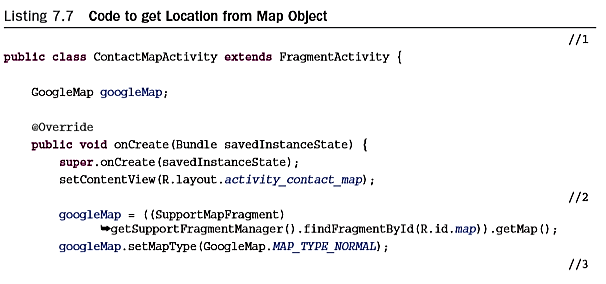 Listing 7.7 Code to get Location from Map Object
//1
public class ContactMapActivity extends FragmentActivity {
GoogleMap googleMap;
@Override
public void onCreate(Bundle savedInstanceState) {
super.onCreate(savedInstanceState);
setContentView(R.layout.activity_contact_map);
//2
googleMap = ((SupportMapFragment)
➥getSupportFragmentManager().findFragmentById(R.id.map)).getMap();
googleMap.setMapType(GoogleMap.MAP_TYPE_NORMAL);
//3